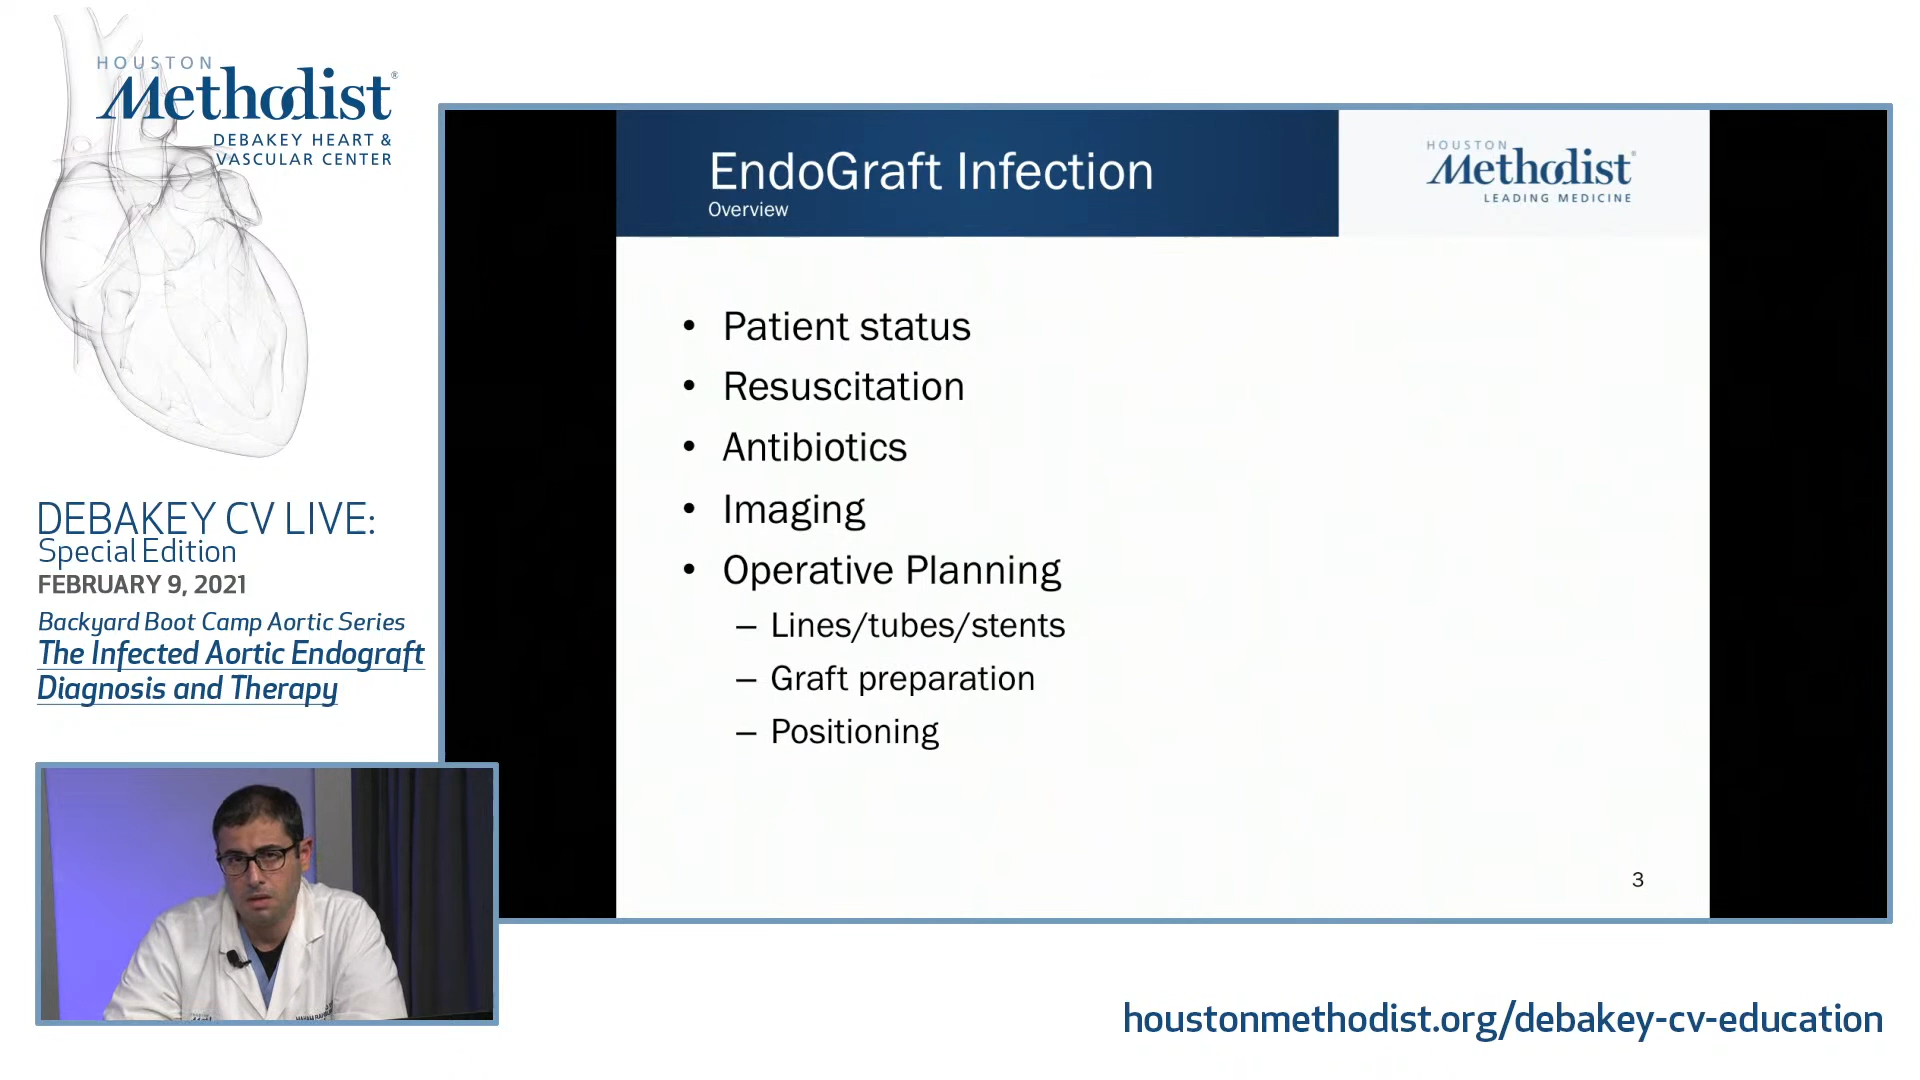 HOUSTON
Methodist®
DEBAKEY HEART &
VASCULAR CENTER
DEBAKEY CV LIVE:
Special Edition
FEBRUARY 9, 2021
Backyard Boot Camp Aortic Series
The Infected Aortic Endograft
Diagnosis and Therapy
EndoGraft Infection
Overview
HOUSTON
Methodist®
LEADING MEDICINE
• Patient status
• Resuscitation
• Antibiotics
• Imaging
• Operative Planning
– Lines/tubes/stents
– Graft preparation
– Positioning
3
houstonmethodist.org/debakey-cv-education